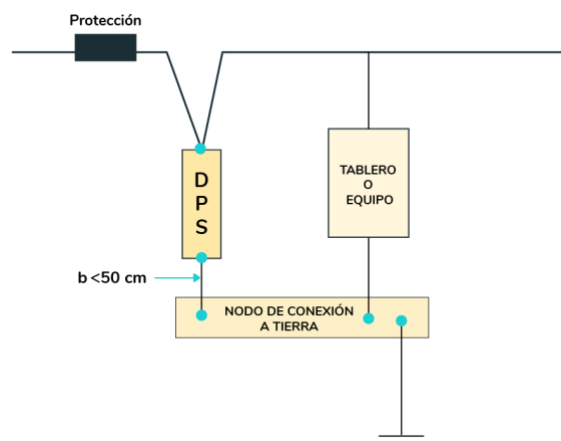 Protección
D
P
S
TABLERO
O
EQUIPO
b <50 cm
NODO DE CONEXIÓN
A TIERRA